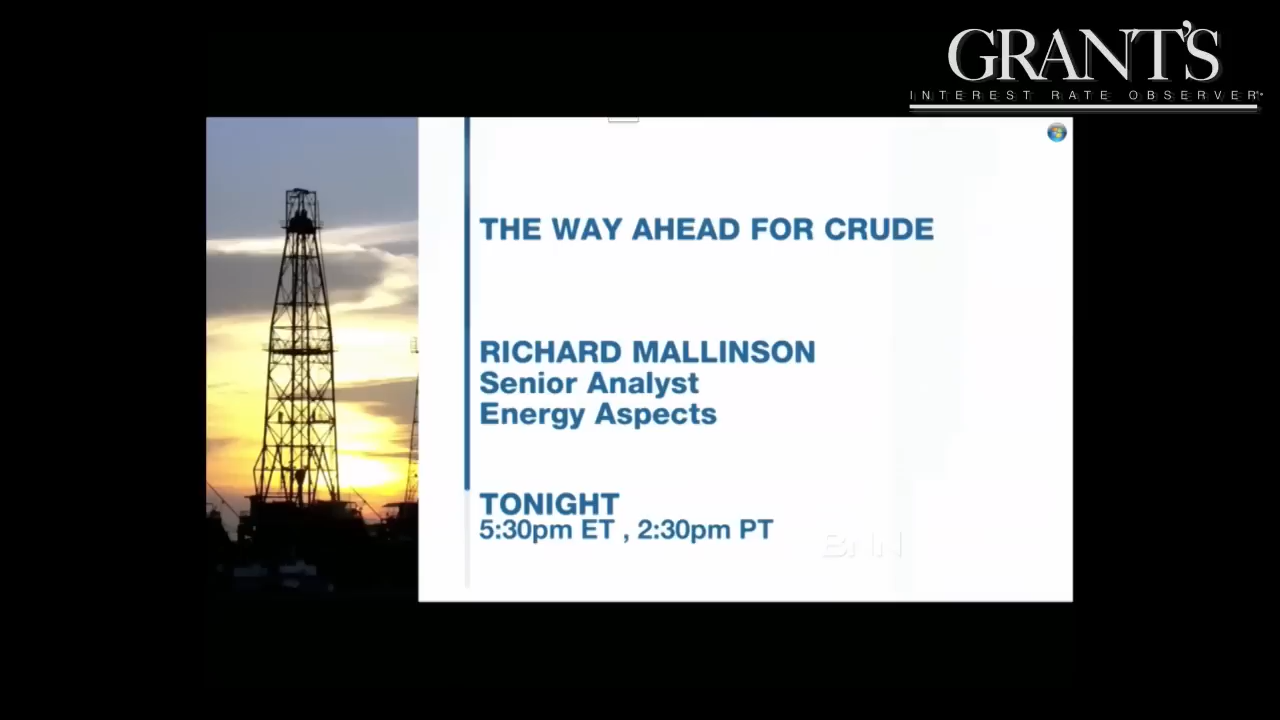 GRANT'S
INTEREST RATE OBSERVER
THE WAY AHEAD FOR CRUDE
RICHARD MALLINSON
Senior Analyst
Energy Aspects
TONIGHT
5:30pm ET , 2:30pm PT
BNN